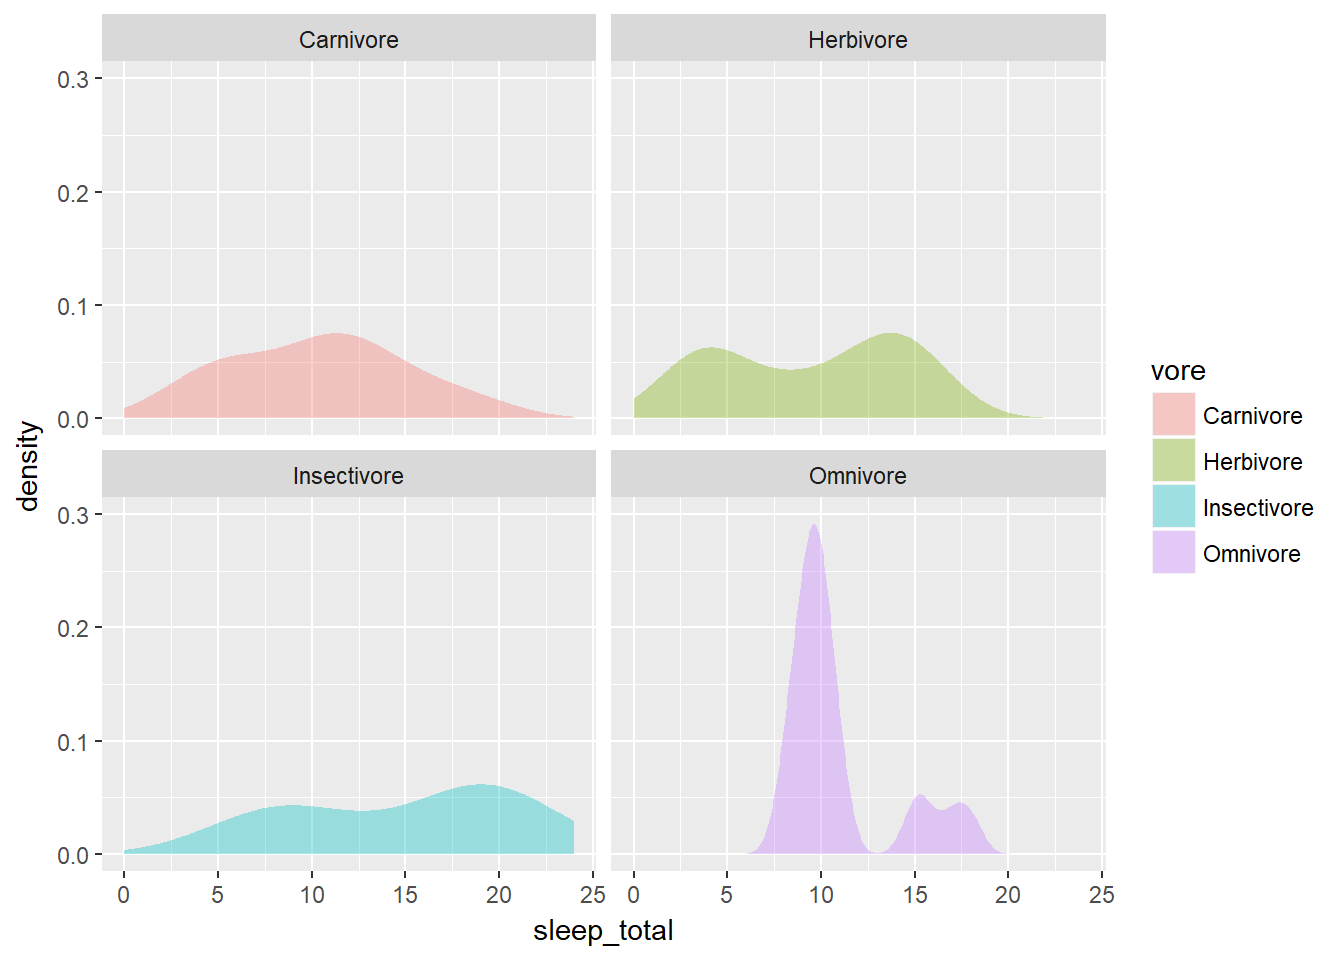 Carnivore Herbivore
0.3
0.2
0.1
0.0
Insectivore Omnivore
0.3
0.2
0.1
0.0
0 5 10 15 20 25 0 5 10 15 20 25
sleep_total
density
vore
Carnivore
Herbivore
Insectivore
Omnivore